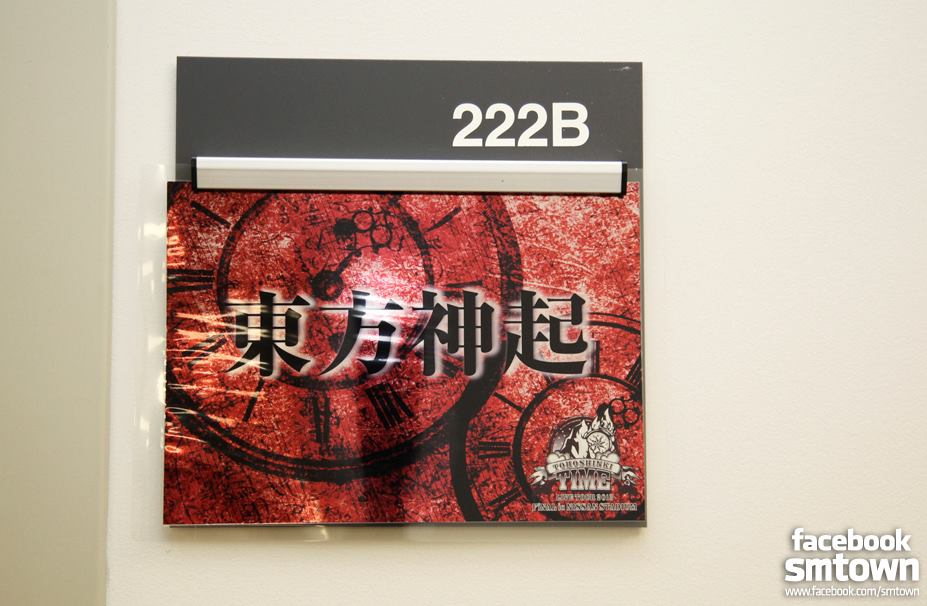 222B
東方神起
TOHOSHINKI
TIME
LIVE TOUR 2013
FINAL in NISSAN STADIUM
facebook
smtown
www.facebook.com/smtown